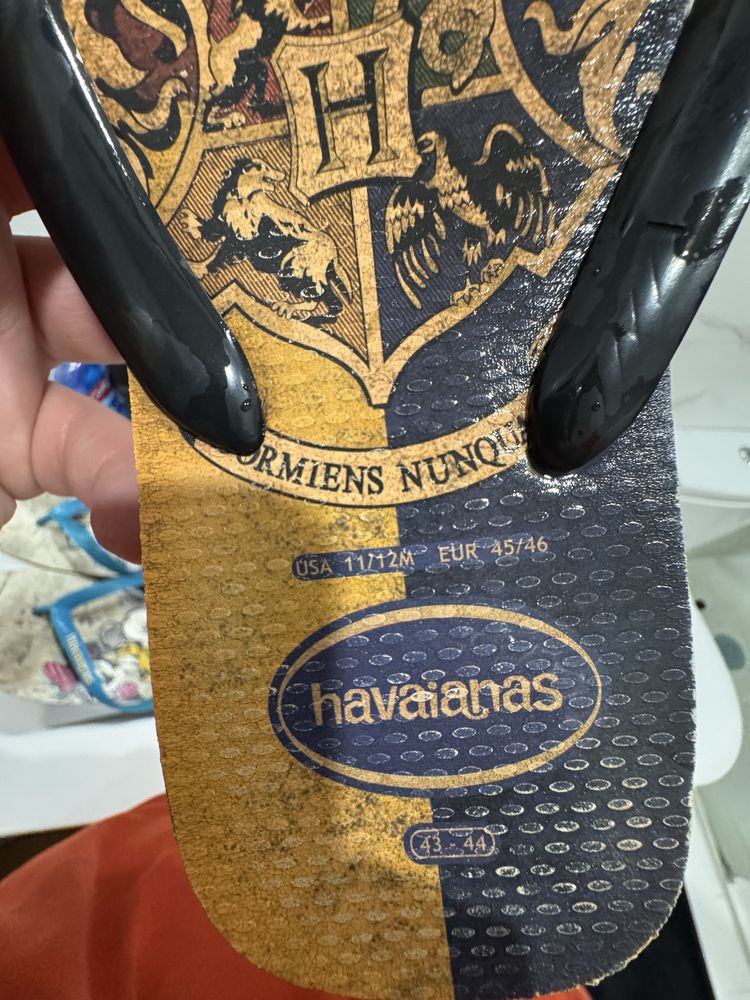 H
ORMIENS NUNQU
USA 11/12M EUR 45/46
havaianas
43 - 44